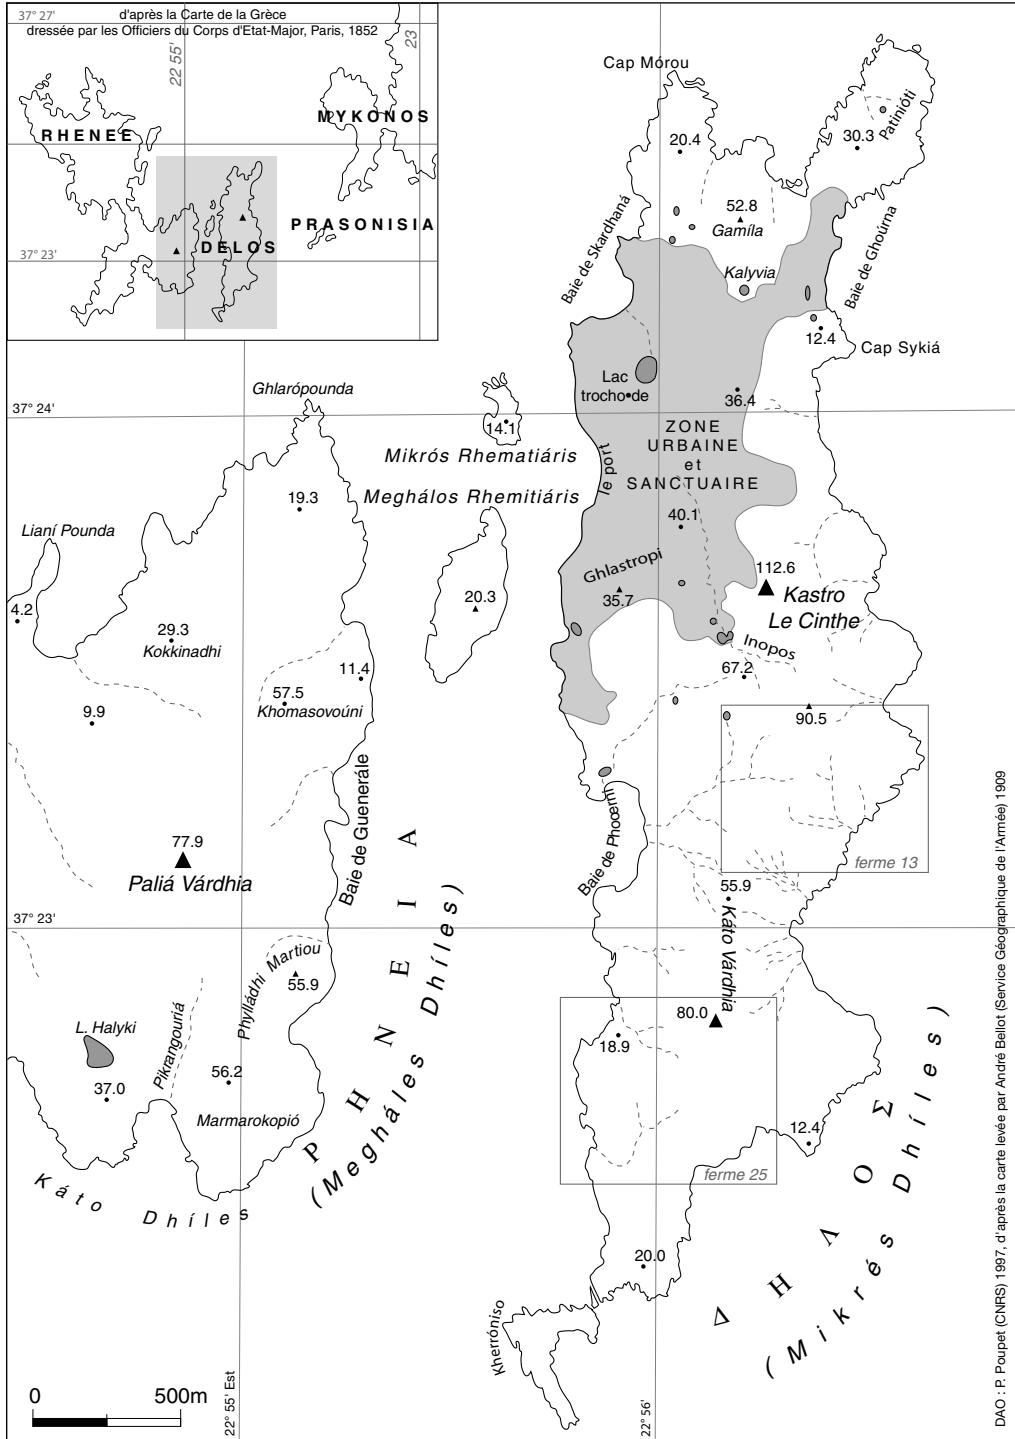 37° 27'
d'après la Carte de la Grèce
dressée par les Officiers du Corps d'Etat-Major, Paris, 1852
22 55'
23
RHENEE
MYKONOS
PRASONISIA
DELOS
37° 23'
Cap Mórou
20.4
30.3
Patinióti
52.8
Gamíla
Baie de Skardhaná
Kalyvia
Baie de Ghoúrna
12.4
Cap Sykiá
Ghlarópounda
37° 24'
Lac
trocho•de
36.4
14.1
Mikrós Rhematiáris
ZONE
URBAINE
et
SANCTUAIRE
le port
Meghálos Rhemitiáris
19.3
40.1
Lianí Pounda
Ghlastropi
35.7
112.6
Kastro
Le Cinthe
20.3
4.2
29.3
Kokkinadhi
Inopos
67.2
11.4
57.5
Khomasovoúni
9.9
90.5
Baie de Guenerále
77.9
Paliá Várdhia
Baie de Phocerni
ferme 13
55.9
Káto Várdhia
37° 23'
Phylládhi Martiou
55.9
80.0
18.9
L. Halyki
37.0
Pikrangouriá
56.2
Marmarokopió
Ρ Η Ν Ε Ι Α
(Megháles Dhíles)
12.4
ferme 25
Káto Dhíles
20.0
Δ Η Λ Ο Σ
(Mikrés Dhíles)
Kherróniso
0 500m
22° 55' Est
22° 56'
DAO : P. Poupet (CNRS) 1997, d'après la carte levée par André Bellot (Service Géographique de l'Armée) 1909